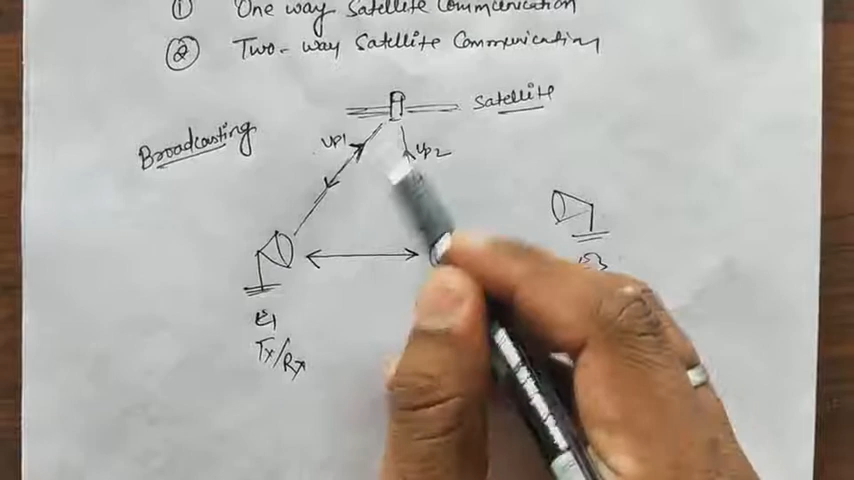 ① One way Satellite Communication
② Two-way Satellite Communication
Satellite
Broadcasting
UP1
UP2
E1
Tx/Rx